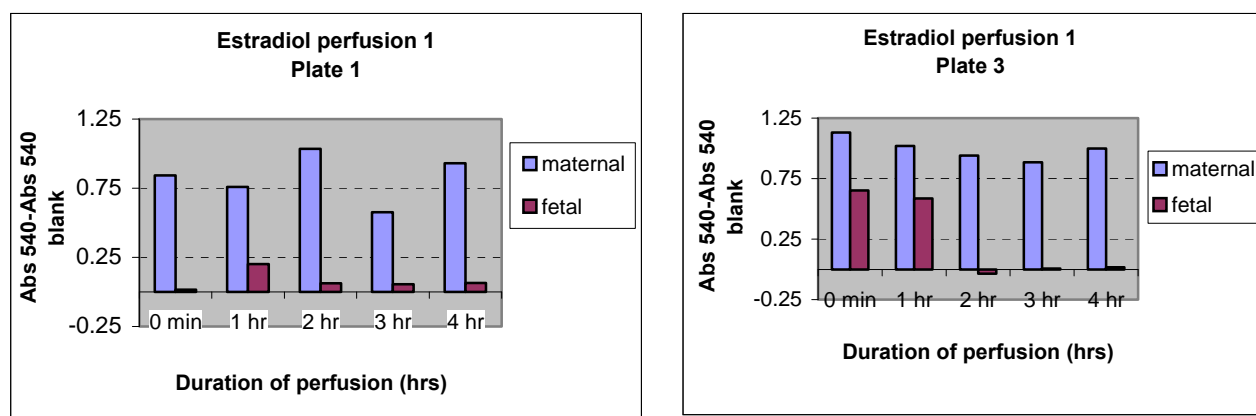 Estradiol perfusion 1
Plate 1
Abs 540-Abs 540
blank
1.25
0.75
0.25
-0.25
0 min 1 hr 2 hr 3 hr 4 hr
Duration of perfusion (hrs)
maternal
fetal
Estradiol perfusion 1
Plate 3
Abs 540-Abs 540
blank
1.25
0.75
0.25
-0.25
0 min 1 hr 2 hr 3 hr 4 hr
Duration of perfusion (hrs)
maternal
fetal